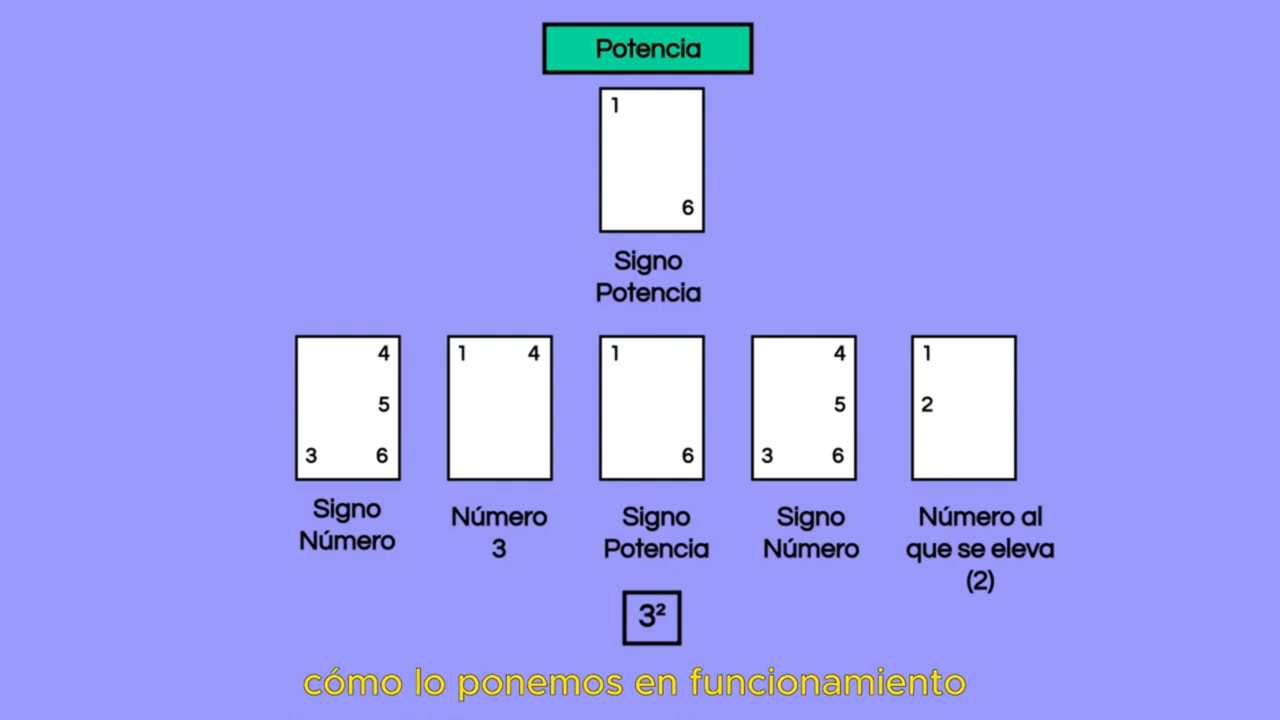 Potencia
1
6
Signo
Potencia
4
5
3 6
Signo
Número
1 4
Número
3
1
6
Signo
Potencia
4
5
3 6
Signo
Número
1
2
Número al
que se eleva
(2)
3²
cómo lo ponemos en funcionamiento